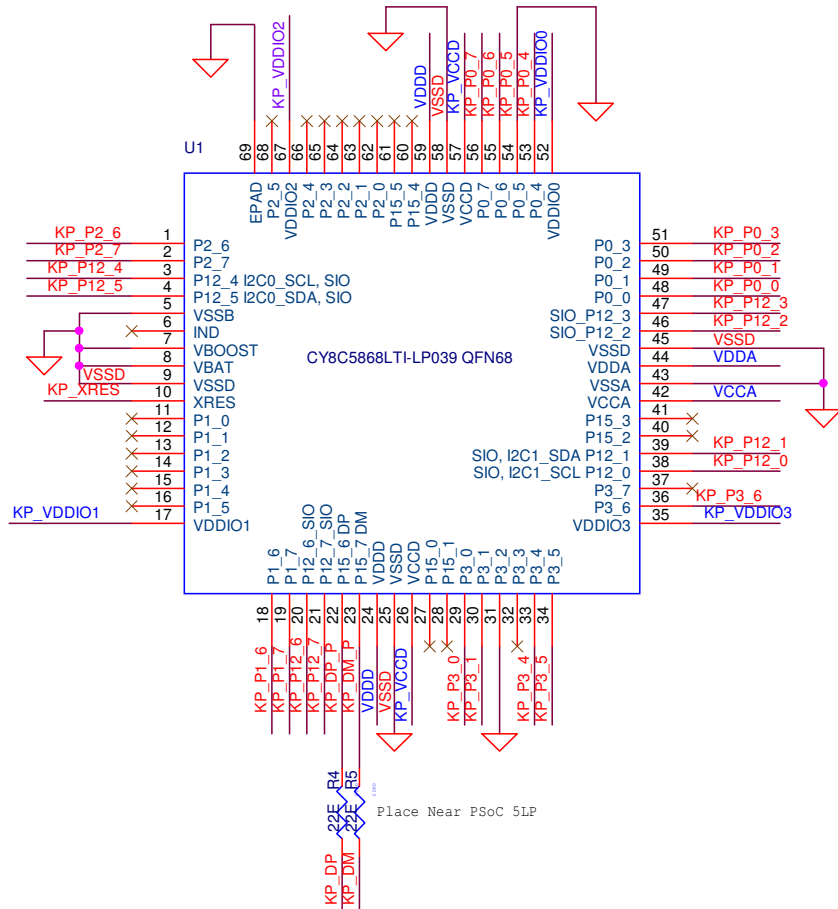 KP_VDDIO2
VDDD
VSSD
KP_VCCD
KP_P0_7
KP_P0_6
KP_P0_5
KP_P0_4
KP_VDDIO0
U1
69
68
67
66
65
64
63
62
61
60
59
58
57
56
55
54
53
52
EPAD
P2_5
VDDIO2
P2_4
P2_3
P2_2
P2_1
P2_0
P15_5
P15_4
VDDD
VSSD
VCCD
P0_7
P0_6
P0_5
P0_4
VDDIO0
KP_P2_6 1 P2_6
KP_P2_7 2 P2_7
KP_P12_4 3 P12_4 I2C0_SCL, SIO
KP_P12_5 4 P12_5 I2C0_SDA, SIO
5 VSSB
6 IND
7 VBOOST
8 VBAT
VSSD 9 VSSD
KP_XRES 10 XRES
11 P1_0
12 P1_1
13 P1_2
14 P1_3
15 P1_4
16 P1_5
KP_VDDIO1 17 VDDIO1
CY8C5868LTI-LP039 QFN68
P0_3 51 KP_P0_3
P0_2 50 KP_P0_2
P0_1 49 KP_P0_1
P0_0 48 KP_P0_0
SIO_P12_3 47 KP_P12_3
SIO_P12_2 46 KP_P12_2
VSSD 45 VSSD
VDDA 44 VDDA
VSSA 43
VCCA 42 VCCA
P15_3 41
P15_2 40
SIO, I2C1_SDA P12_1 39 KP_P12_1
SIO, I2C1_SCL P12_0 38 KP_P12_0
P3_7 37
P3_6 36 KP_P3_6
VDDIO3 35 KP_VDDIO3
P1_6
P1_7
P12_6_SIO
P12_7_SIO
P15_6 DP
P15_7 DM
VDDD
VSSD
VCCD
P15_0
P15_1
P3_0
P3_1
P3_2
P3_3
P3_4
P3_5
18
19
20
21
22
23
24
25
26
27
28
29
30
31
32
33
34
KP_P1_6
KP_P1_7
KP_P12_6
KP_P12_7
KP_DP_P
KP_DM_P
VDDD
VSSD
KP_VCCD
KP_P3_0
KP_P3_1
KP_P3_4
KP_P3_5
R4
R5
22E
22E
Place Near PSoC 5LP
KP_DP
KP_DM